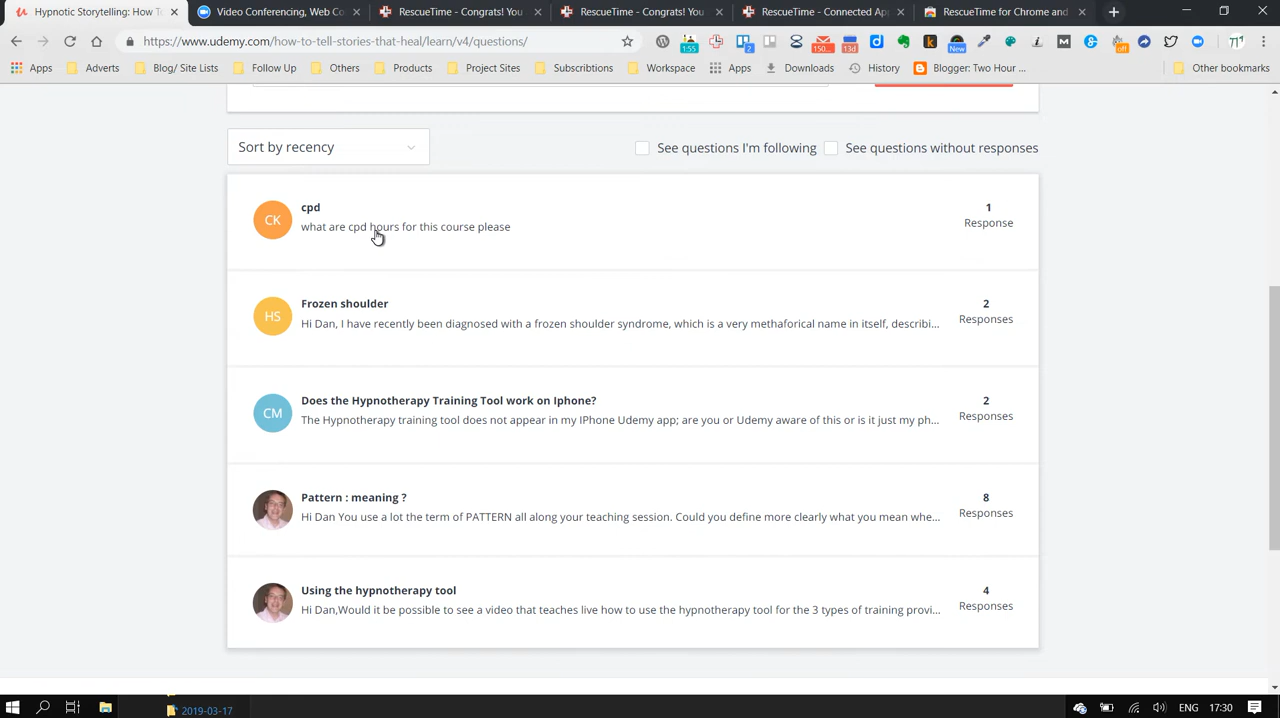 Hypnotic Storytelling: How To
Video Conferencing, Web Co
RescueTime - Congrats! You
RescueTime - Congrats! You
RescueTime - Connected App
RescueTime for Chrome and
https://www.udemy.com/how-to-tell-stories-that-heal/learn/v4/questions/
1:55
2
150...
13d
New
off
Apps
Adverts
Blog/ Site Lists
Follow Up
Others
Project Sites
Subscribtions
Workspace
Apps
Downloads
History
Blogger: Two Hour ...
Other bookmarks
Sort by recency
See questions I'm following
See questions without responses
CK
cpd
what are cpd hours for this course please
1
Response
HS
Frozen shoulder
Hi Dan, I have recently been diagnosed with a frozen shoulder syndrome, which is a very methaforical name in itself, describi...
2
Responses
CM
Does the Hypnotherapy Training Tool work on Iphone?
The Hypnotherapy training tool does not appear in my IPhone Udemy app; are you or Udemy aware of this or is it just my ph...
2
Responses
Pattern : meaning ?
Hi Dan You use a lot the term of PATTERN all along your teaching session. Could you define more clearly what you mean whe...
8
Responses
Using the hypnotherapy tool
Hi Dan,Would it be possible to see a video that teaches live how to use the hypnotherapy tool for the 3 types of training provi...
4
Responses
2019-03-17
ENG
17:30